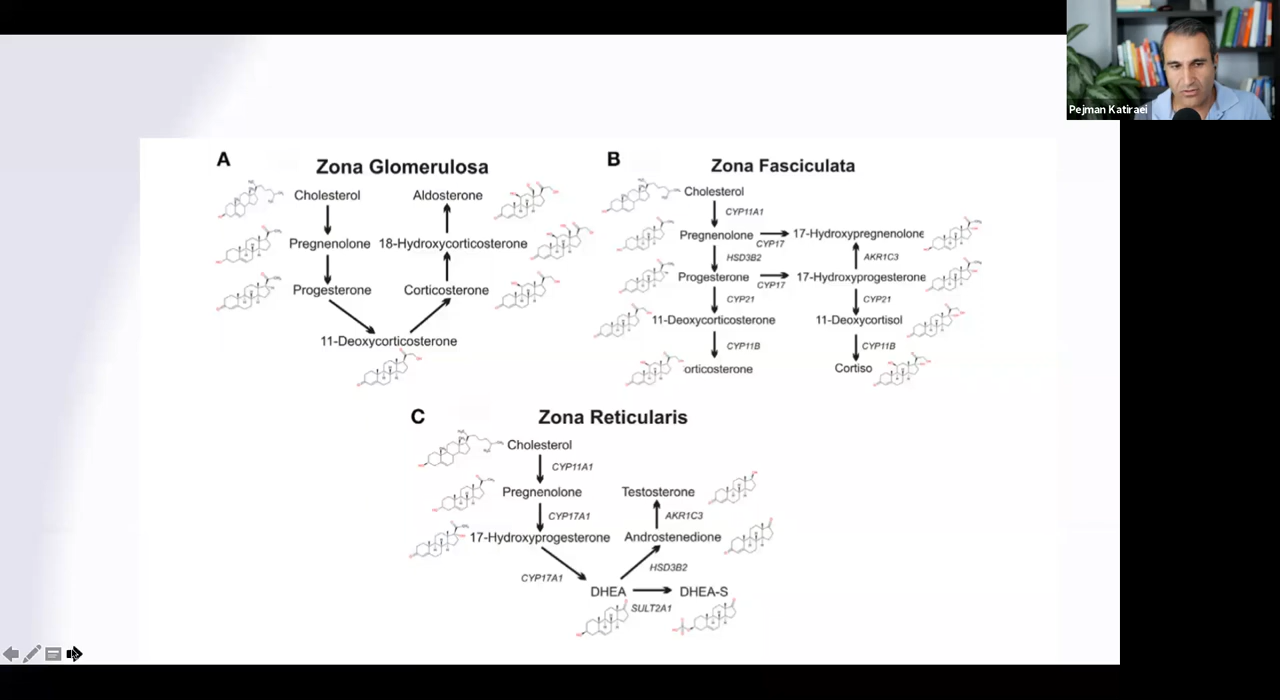 Pejman Katiraei
A
Zona Glomerulosa
Cholesterol
Aldosterone
Pregnenolone
18-Hydroxycorticosterone
Progesterone
Corticosterone
11-Deoxycorticosterone
B
Zona Fasciculata
Cholesterol
CYP11A1
Pregnenolone
CYP17
17-Hydroxypregnenolone
HSD3B2
AKR1C3
Progesterone
CYP17
17-Hydroxyprogesterone
CYP21
CYP21
11-Deoxycorticosterone
11-Deoxycortisol
CYP11B
CYP11B
orticosterone
Cortiso
C
Zona Reticularis
Cholesterol
CYP11A1
Pregnenolone
Testosterone
CYP17A1
AKR1C3
17-Hydroxyprogesterone
Androstenedione
CYP17A1
HSD3B2
DHEA
DHEA-S
SULT2A1